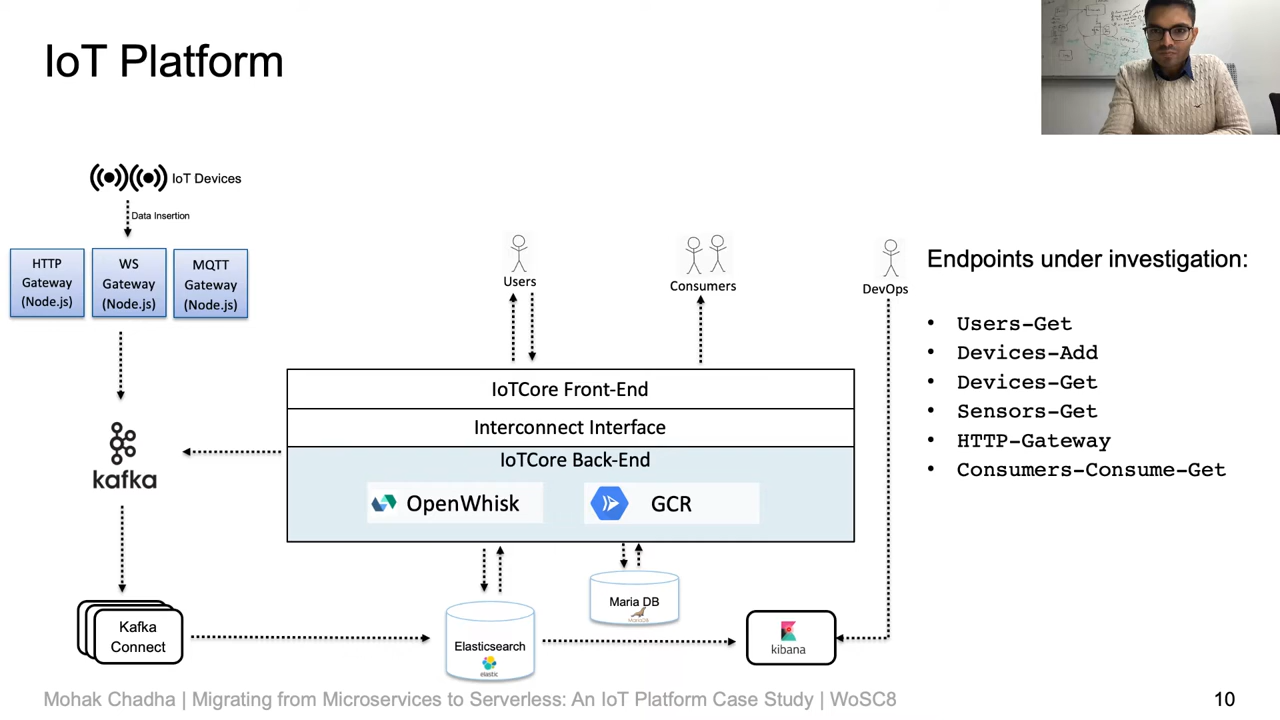 IoT Platform
IoT Devices
Data Insertion
HTTP
Gateway
(Node.js)
WS
Gateway
(Node.js)
MQTT
Gateway
(Node.js)
Users
Consumers
DevOps
Endpoints under investigation:
• Users-Get
• Devices-Add
• Devices-Get
• Sensors-Get
• HTTP-Gateway
• Consumers-Consume-Get
IoTCore Front-End
Interconnect Interface
IoTCore Back-End
OpenWhisk
GCR
kafka
Kafka
Connect
Elasticsearch
elastic
Maria DB
kibana
Mohak Chadha | Migrating from Microservices to Serverless: An IoT Platform Case Study | WoSC8
10